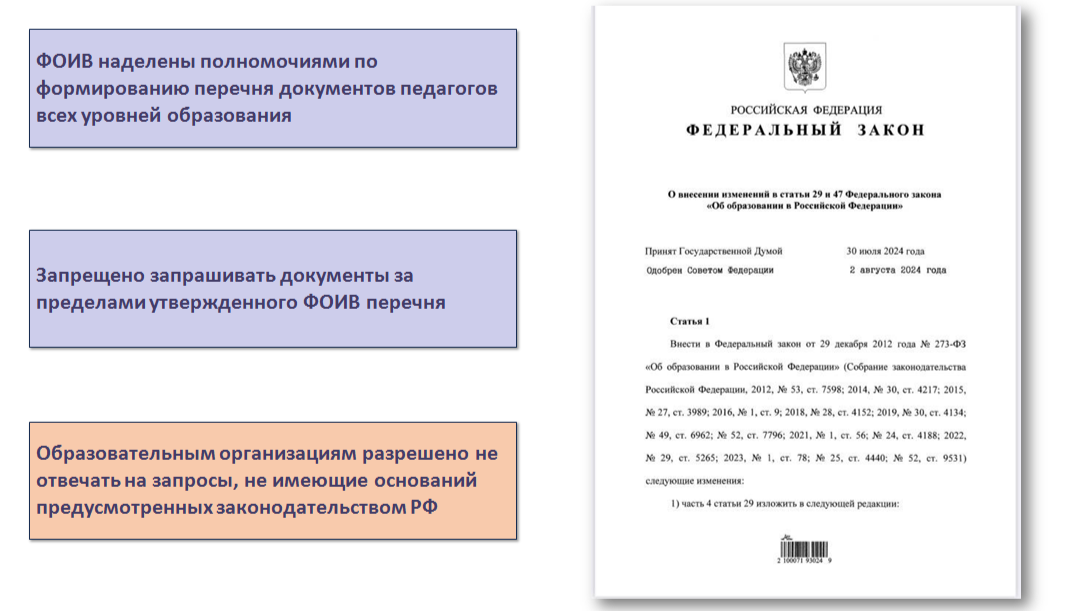 ФОИВ наделены полномочиями по
формированию перечня документов педагогов
всех уровней образования
Запрещено запрашивать документы за
пределами утвержденного ФОИВ перечня
Образовательным организациям разрешено не
отвечать на запросы, не имеющие оснований
предусмотренных законодательством РФ
РОССИЙСКАЯ ФЕДЕРАЦИЯ
ФЕДЕРАЛЬНЫЙ ЗАКОН
О внесении изменений в статьи 29 и 47 Федерального закона
«Об образовании в Российской Федерации»
Принят Государственной Думой 30 июля 2024 года
Одобрен Советом Федерации 2 августа 2024 года
Статья 1
Внести в Федеральный закон от 29 декабря 2012 года № 273-ФЗ
«Об образовании в Российской Федерации» (Собрание законодательства
Российской Федерации, 2012, № 53, ст. 7598; 2014, № 30, ст. 4217; 2015,
№ 27, ст. 3989; 2016, № 1, ст. 9; 2018, № 28, ст. 4152; 2019, № 30, ст. 4134;
№ 49, ст. 6962; № 52, ст. 7796; 2021, № 1, ст. 56; № 24, ст. 4188; 2022,
№ 29, ст. 5265; 2023, № 1, ст. 78; № 25, ст. 4440; № 52, ст. 9531)
следующие изменения:
1) часть 4 статьи 29 изложить в следующей редакции:
2 100071 93024 9